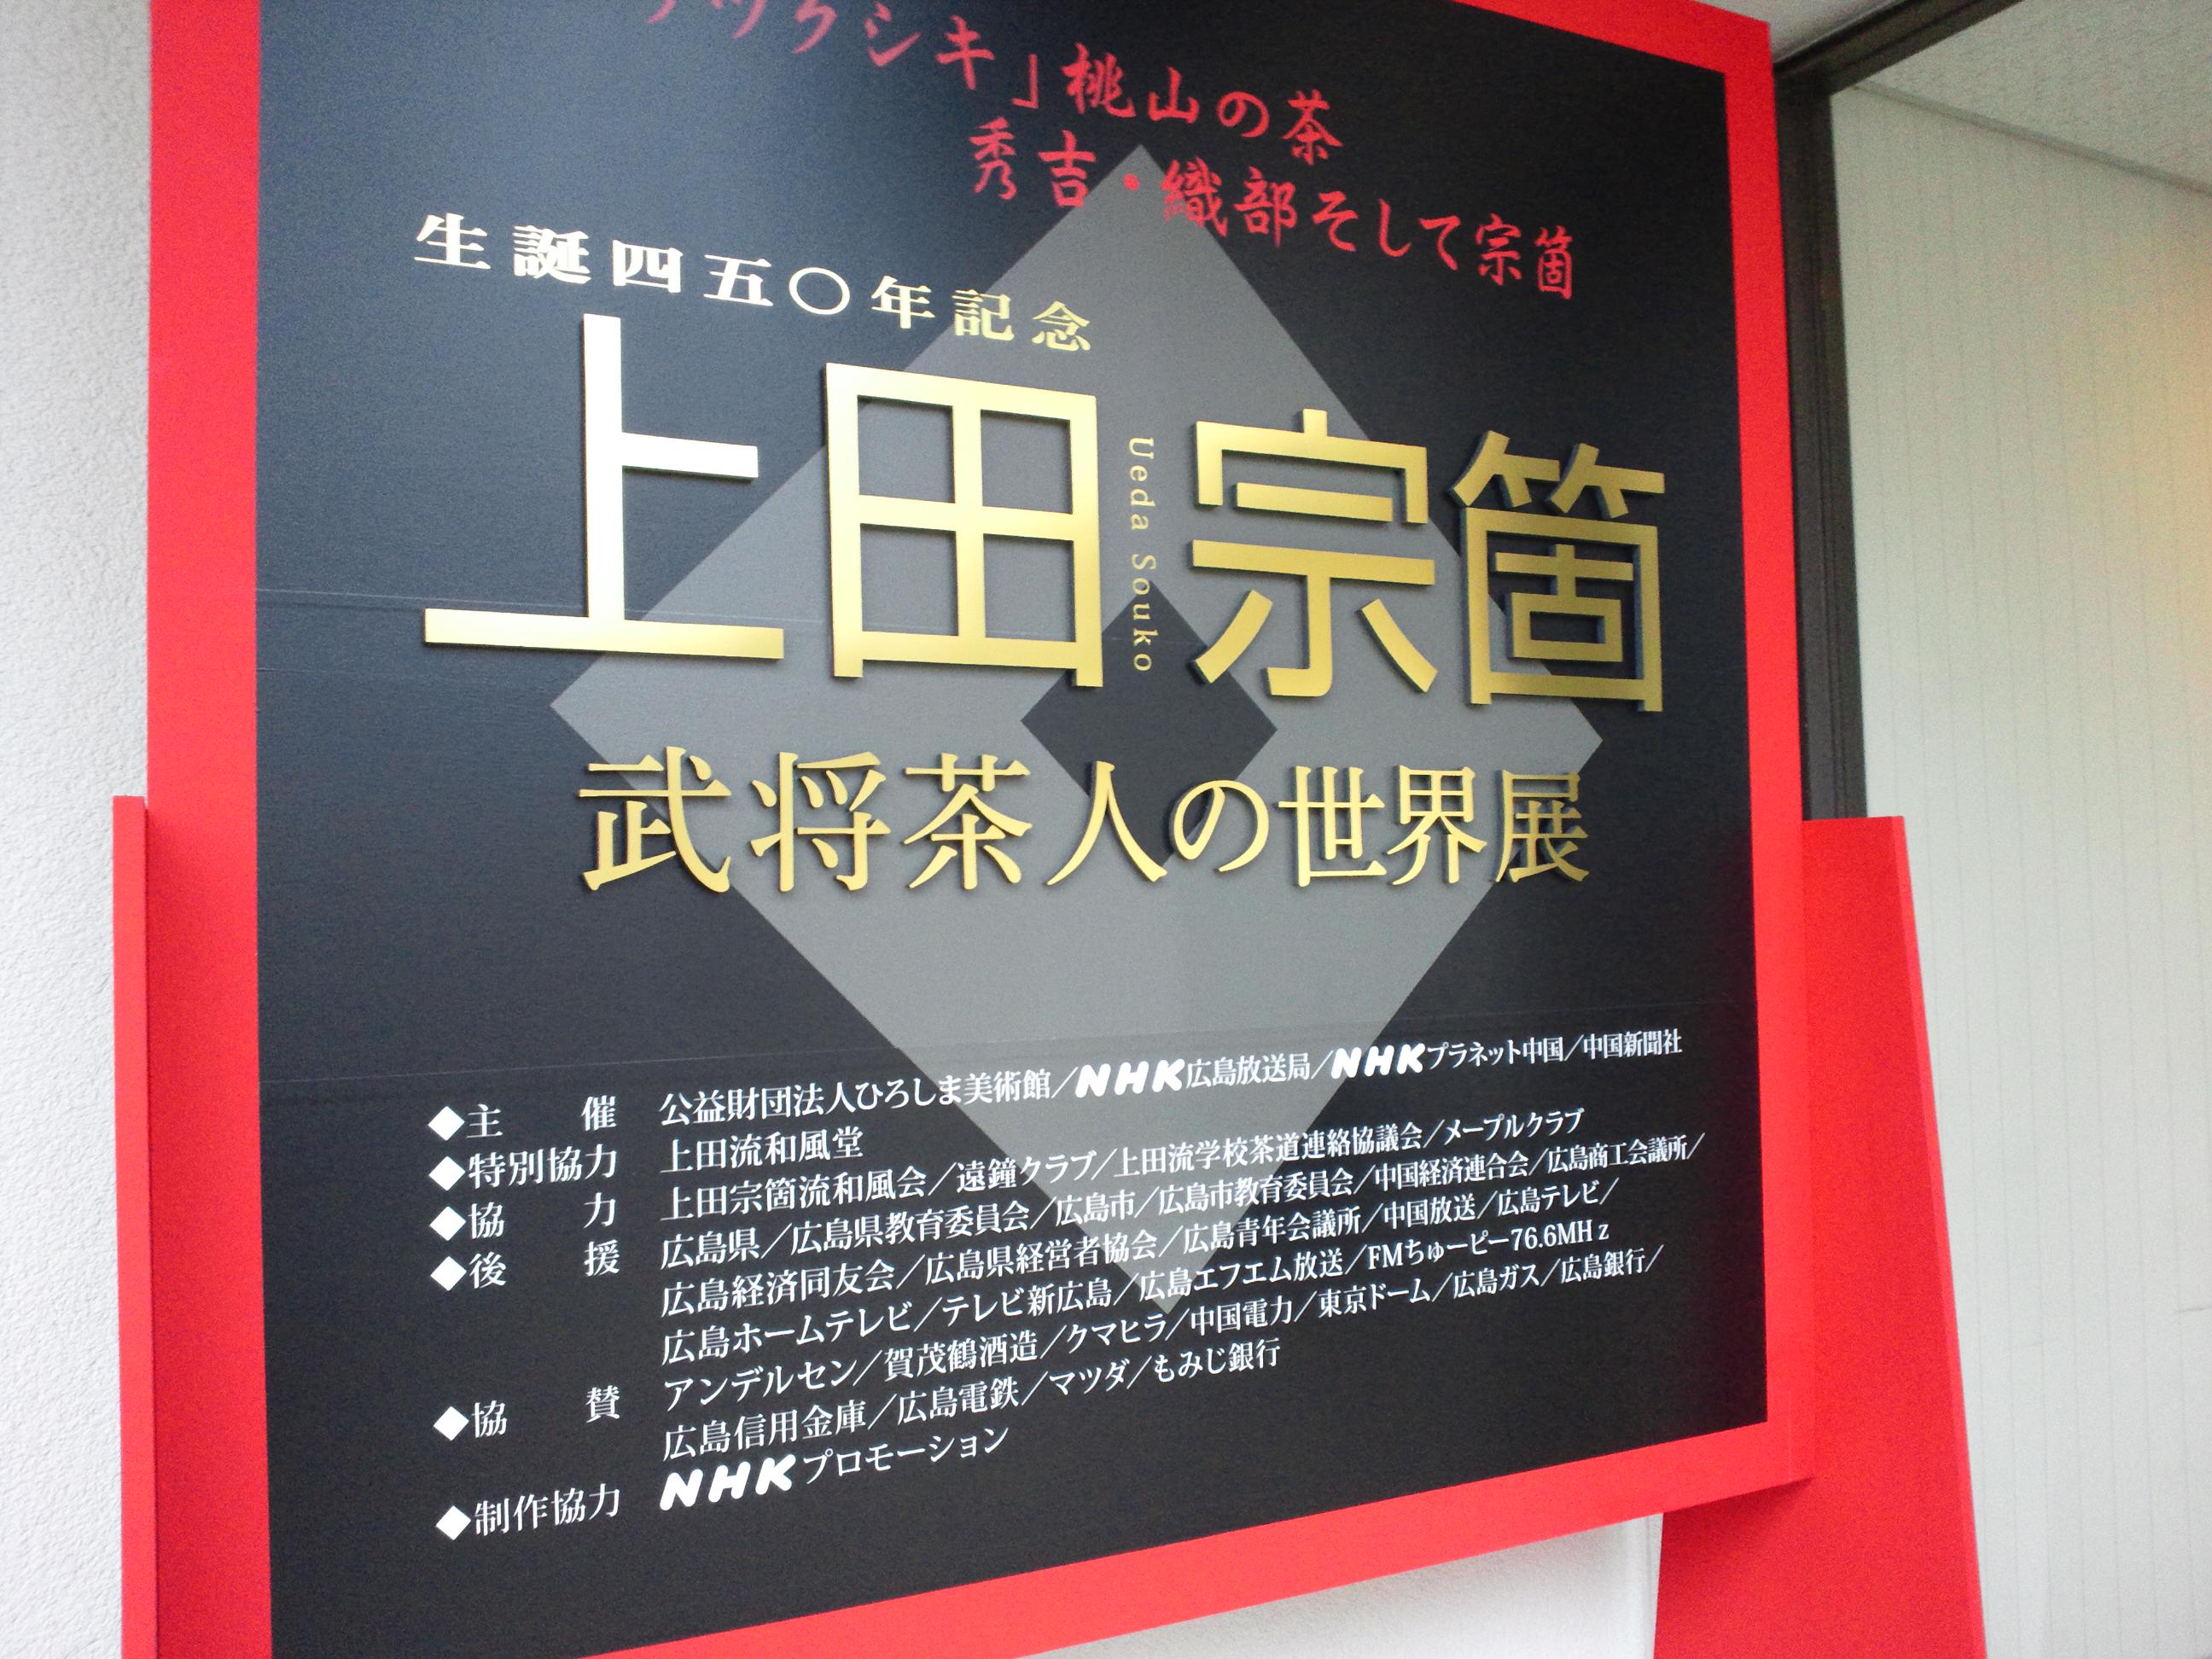 ツクシキ」桃山の茶
秀吉・織部そして宗箇
生誕四五〇年記念
上田宗箇
Ueda Souko
武将茶人の世界展
◆主催 公益財団法人ひろしま美術館／NHK広島放送局／NHKプラネット中国／中国新聞社
◆特別協力 上田流和風堂
◆協力 上田宗箇流和風会／遠鐘クラブ／上田流学校茶道連絡協議会／メープルクラブ
◆後援 広島県／広島県教育委員会／広島市／広島市教育委員会／中国経済連合会／広島商工会議所／
広島経済同友会／広島県経営者協会／広島青年会議所／中国放送／広島テレビ／
広島ホームテレビ／テレビ新広島／広島エフエム放送／FMちゅーピー76.6MHz
◆協賛 アンデルセン／賀茂鶴酒造／クマヒラ／中国電力／東京ドーム／広島ガス／広島銀行／
広島信用金庫／広島電鉄／マツダ／もみじ銀行
◆制作協力 NHKプロモーション